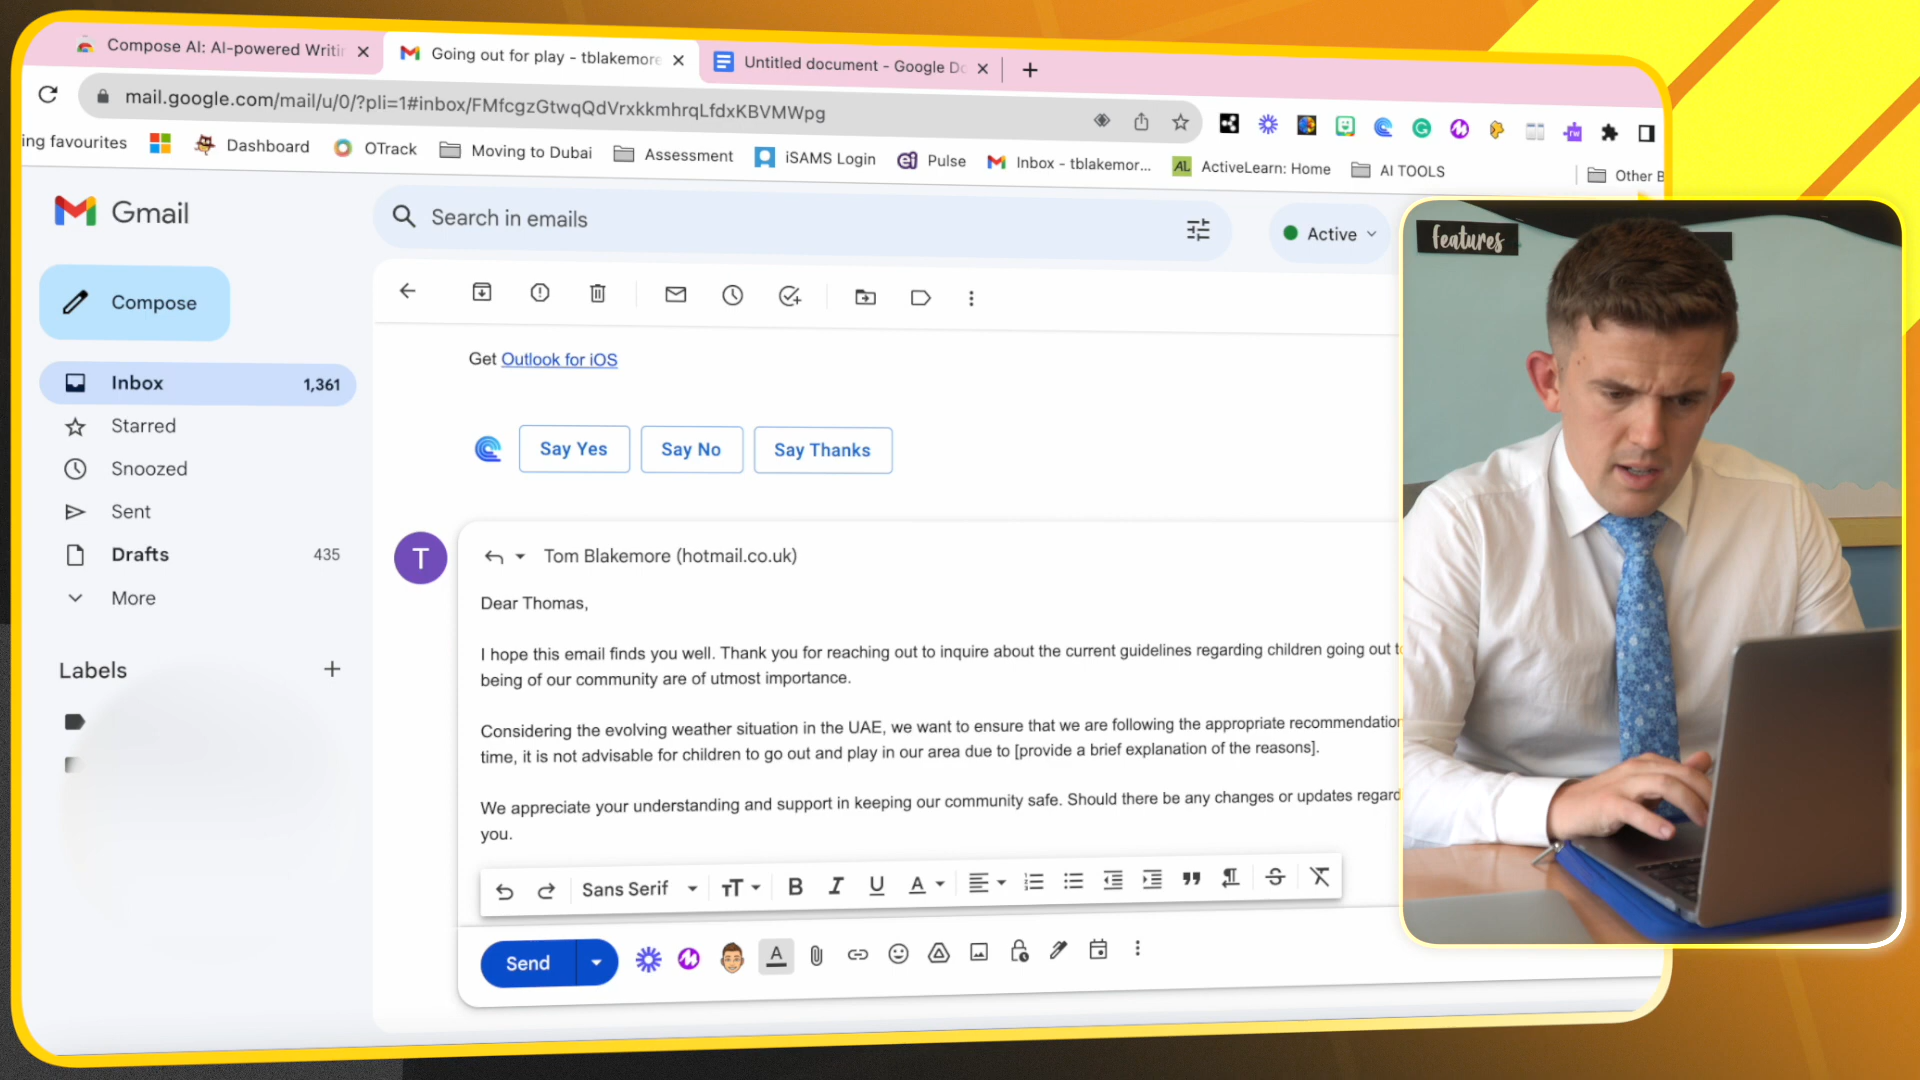 Compose AI: AI-powered Writi
Going out for play - tblakemore
Untitled document - Google Do
mail.google.com/mail/u/0/?pli=1#inbox/FMfcgzGtwqQdVrxkkmhrqLfdxKBVMWpg
ing favourites
Dashboard
OTrack
Moving to Dubai
Assessment
iSAMS Login
Pulse
Inbox - tblakemor...
AL
ActiveLearn: Home
AI TOOLS
Other B
Gmail
Search in emails
Active
features
Compose
Inbox 1,361
Starred
Snoozed
Sent
Drafts 435
More
Labels
Get Outlook for iOS
Say Yes
Say No
Say Thanks
T
Tom Blakemore (hotmail.co.uk)
Dear Thomas,
I hope this email finds you well. Thank you for reaching out to inquire about the current guidelines regarding children going out t
being of our community are of utmost importance.
Considering the evolving weather situation in the UAE, we want to ensure that we are following the appropriate recommendation
time, it is not advisable for children to go out and play in our area due to [provide a brief explanation of the reasons].
We appreciate your understanding and support in keeping our community safe. Should there be any changes or updates regard
you.
Sans Serif
Send